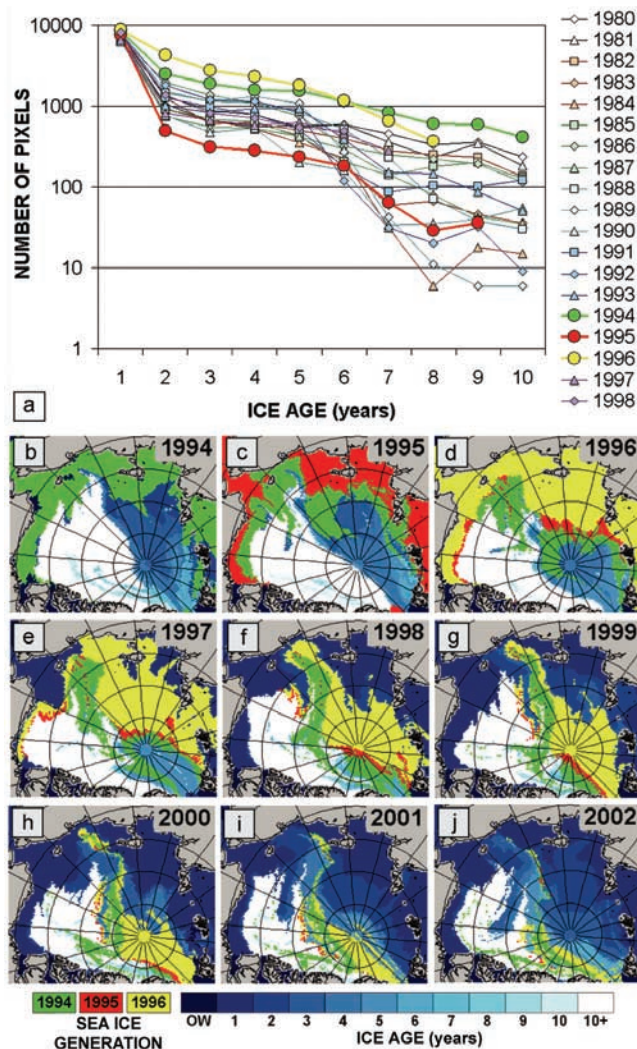 10000
1000
100
10
1
NUMBER OF PIXELS
1 2 3 4 5 6 7 8 9 10
ICE AGE (years)
1980
1981
1982
1983
1984
1985
1986
1987
1988
1989
1990
1991
1992
1993
1994
1995
1996
1997
1998
a
b 1994
c 1995
d 1996
e 1997
f 1998
g 1999
h 2000
i 2001
j 2002
1994 1995 1996
SEA ICE
GENERATION
OW 1 2 3 4 5 6 7 8 9 10 10+
ICE AGE (years)